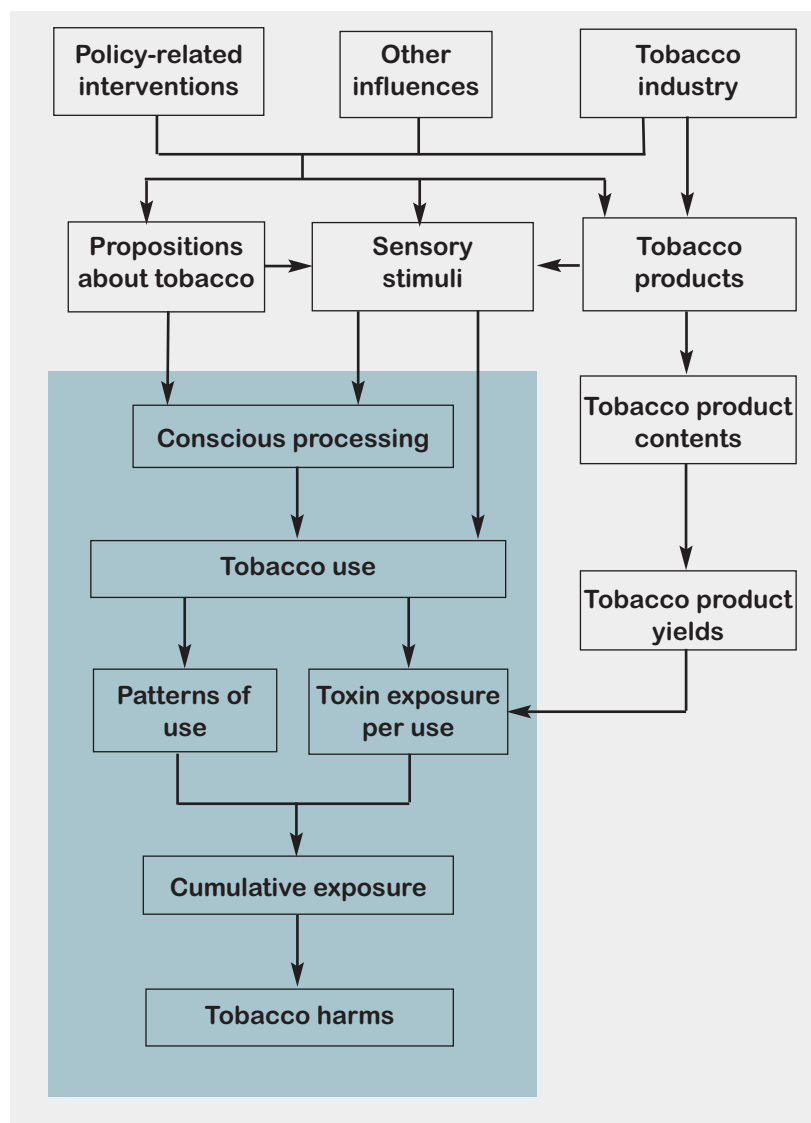 Policy-related
interventions
Other
influences
Tobacco
industry
Propositions
about tobacco
Sensory
stimuli
Tobacco
products
Conscious processing
Tobacco product
contents
Tobacco use
Tobacco product
yields
Patterns of
use
Toxin exposure
per use
Cumulative exposure
Tobacco harms